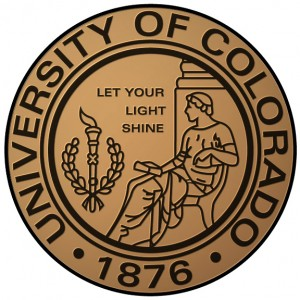 UNIVERSITY OF COLORADO
LET YOUR
LIGHT
SHINE
• 1876 •